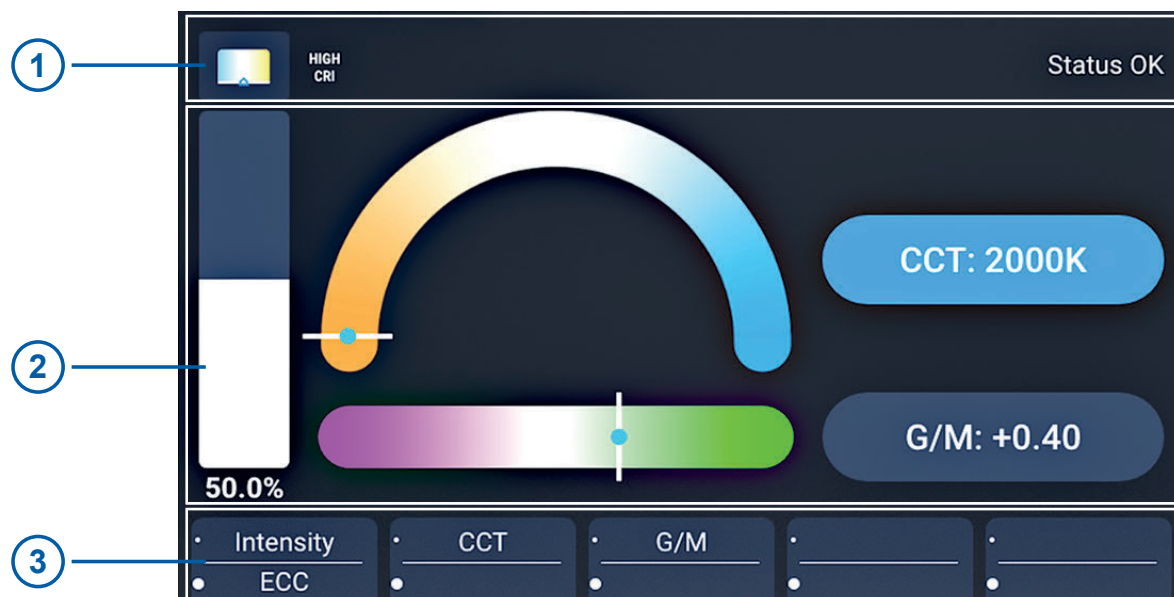 1
HIGH
CRI
Status OK
CCT: 2000K
2
G/M: +0.40
50.0%
3
Intensity
CCT
G/M
ECC